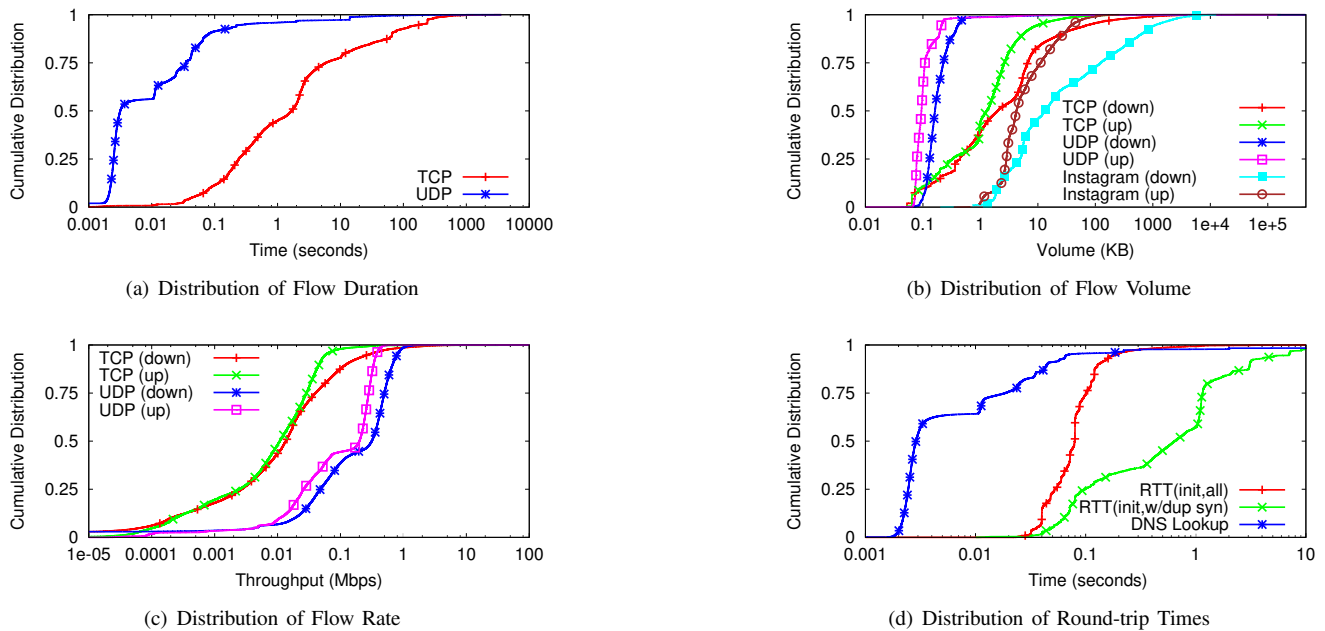 Cumulative Distribution
1
0.75
0.5
0.25
0
TCP
UDP
0.001 0.01 0.1 1 10 100 1000 10000
Time (seconds)
(a) Distribution of Flow Duration
Cumulative Distribution
1
0.75
0.5
0.25
0
TCP (down)
TCP (up)
UDP (down)
UDP (up)
Instagram (down)
Instagram (up)
0.01 0.1 1 10 100 1000 1e+4 1e+5
Volume (KB)
(b) Distribution of Flow Volume
Cumulative Distribution
1
0.75
0.5
0.25
0
TCP (down)
TCP (up)
UDP (down)
UDP (up)
1e-05 0.0001 0.001 0.01 0.1 1 10 100
Throughput (Mbps)
(c) Distribution of Flow Rate
Cumulative Distribution
1
0.75
0.5
0.25
0
RTT(init,all)
RTT(init,w/dup syn)
DNS Lookup
0.001 0.01 0.1 1 10
Time (seconds)
(d) Distribution of Round-trip Times